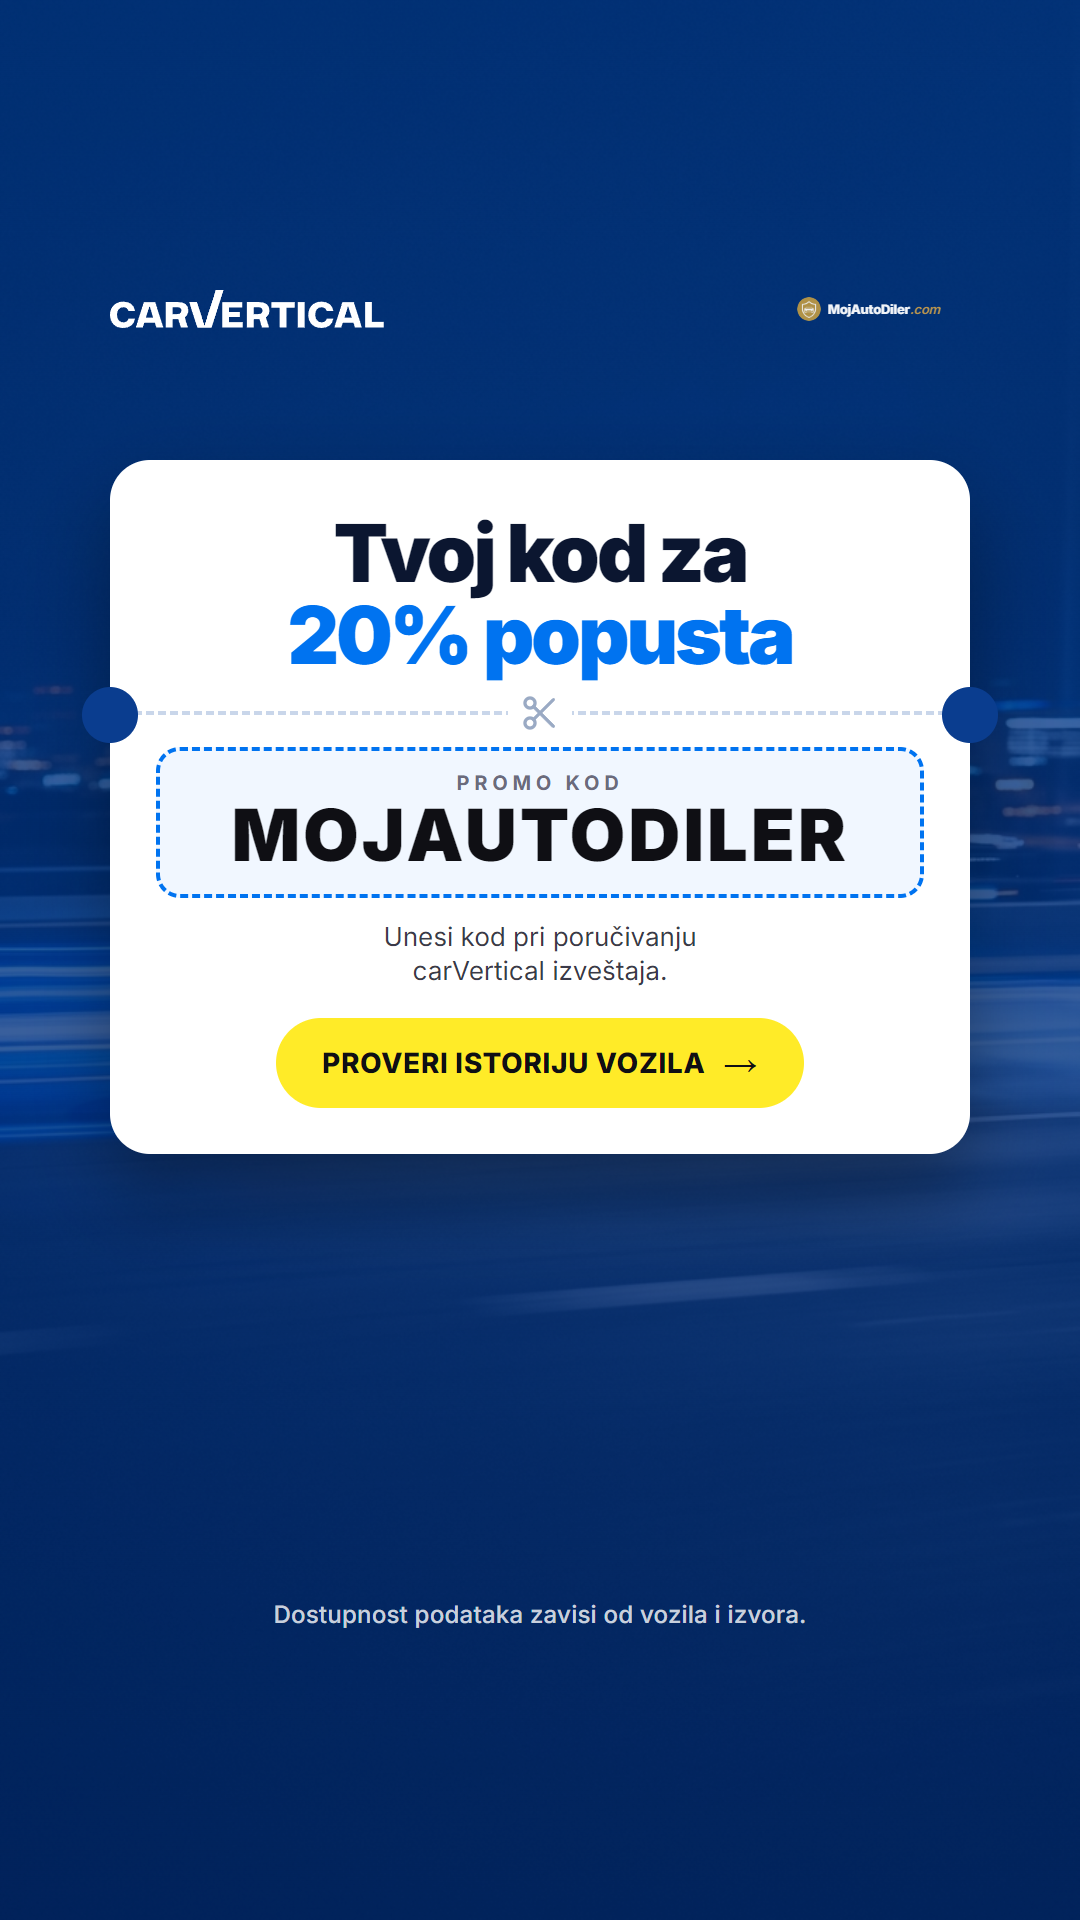 CARVERTICAL
MojAutoDiler.com
Tvoj kod za
20% popusta
PROMO KOD
MOJAUTODILER
Unesi kod pri poručivanju
carVertical izveštaja.
PROVERI ISTORIJU VOZILA →
Dostupnost podataka zavisi od vozila i izvora.